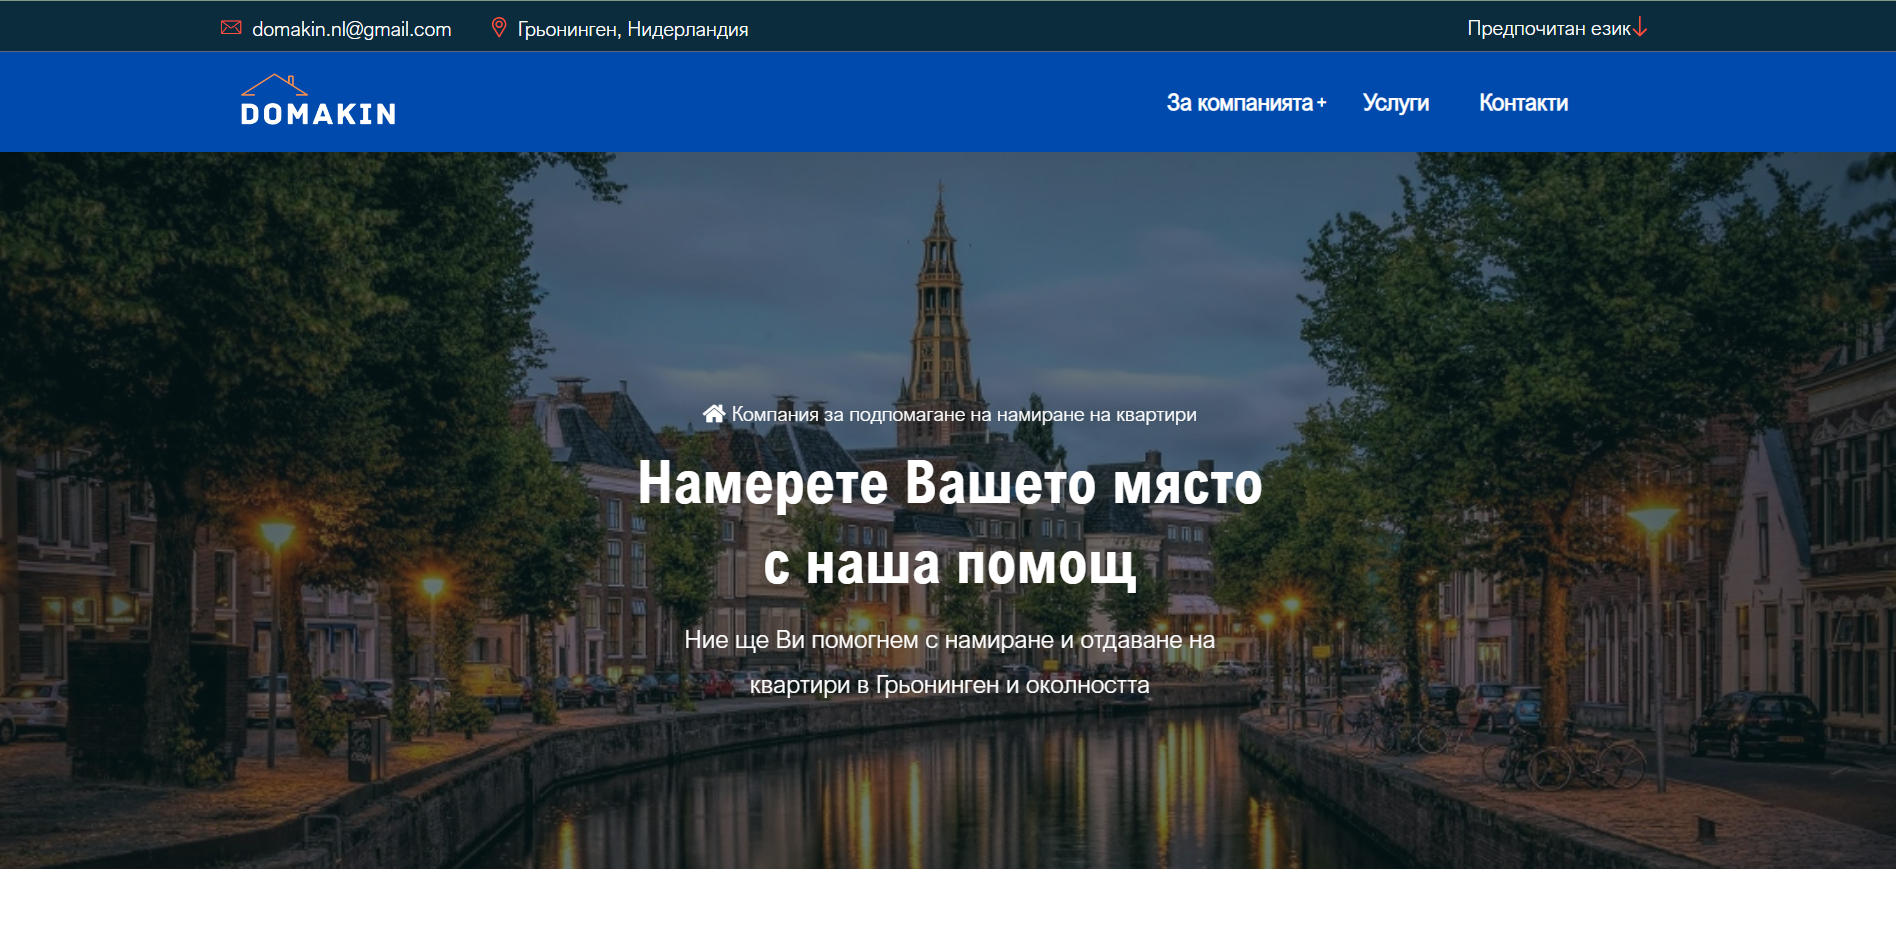 domakin.nl@gmail.com
Грьонинген, Нидерландия
Предпочитан език
DOMAKIN
За компанията +
Услуги
Контакти
Компания за подпомагане на намиране на квартири
Намерете Вашето място
с наша помощ
Ние ще Ви помогнем с намиране и отдаване на
квартири в Грьонинген и околността